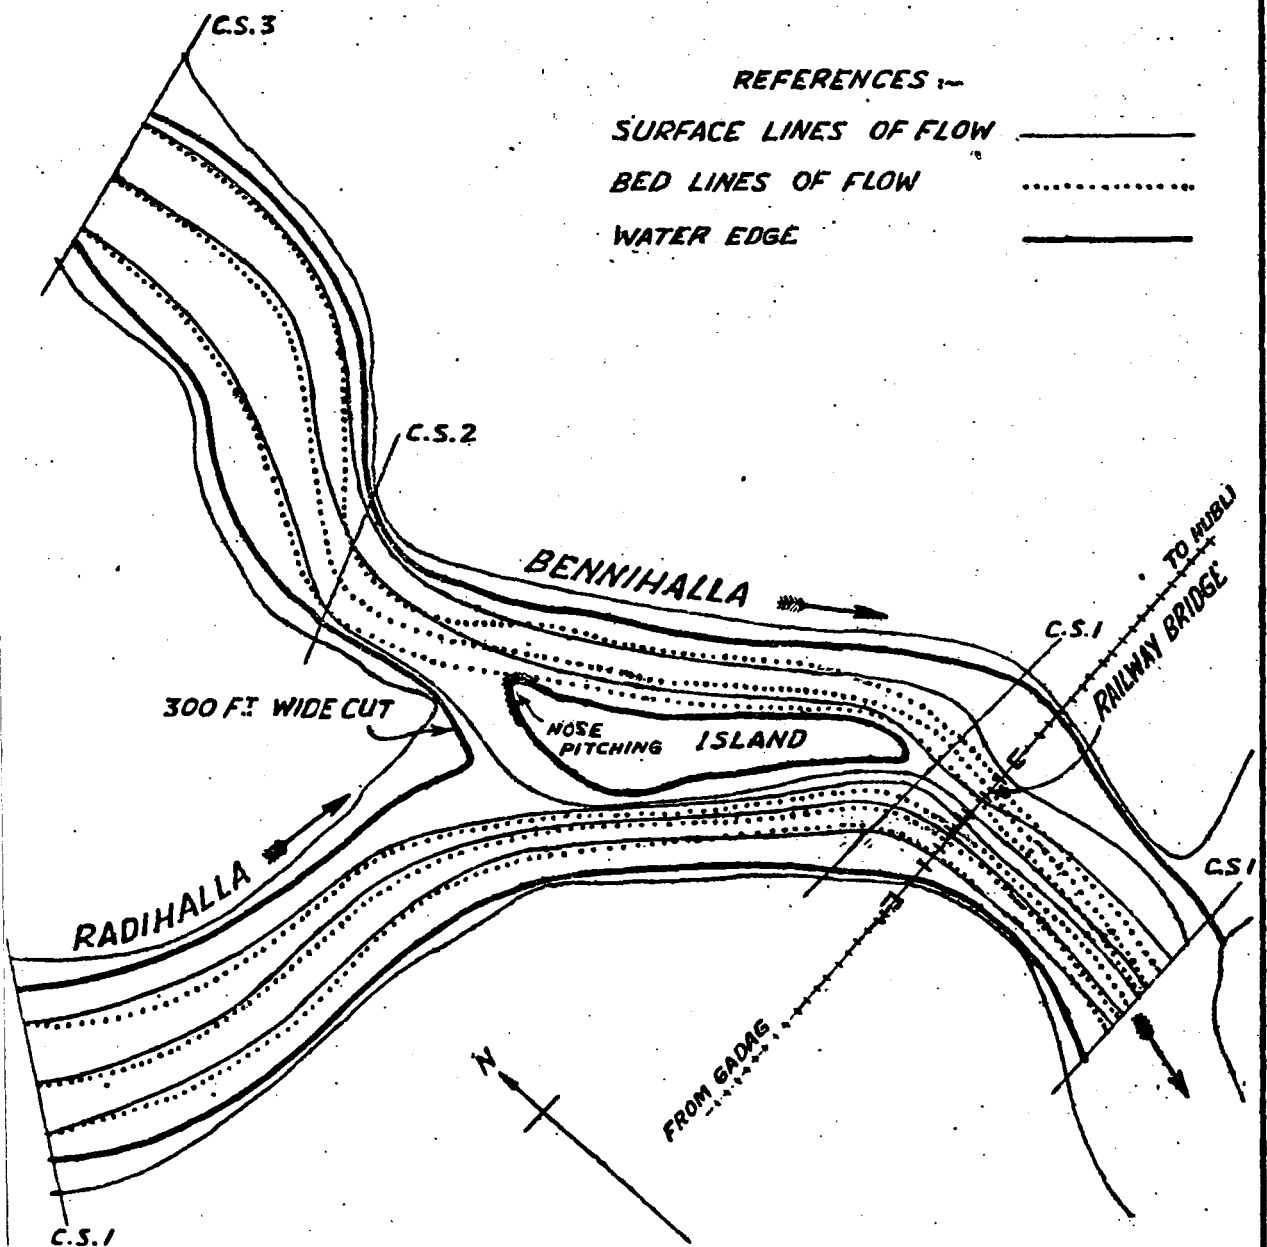 C.S.3
REFERENCES :-
SURFACE LINES OF FLOW
BED LINES OF FLOW
WATER EDGE
C.S.2
BENNIHALLA
TO HUBLI
RAILWAY BRIDGE
C.S.1
300 FT. WIDE CUT
NOSE
PITCHING
ISLAND
RADIHALLA
C.S 1
FROM GADAG
N
C.S.1